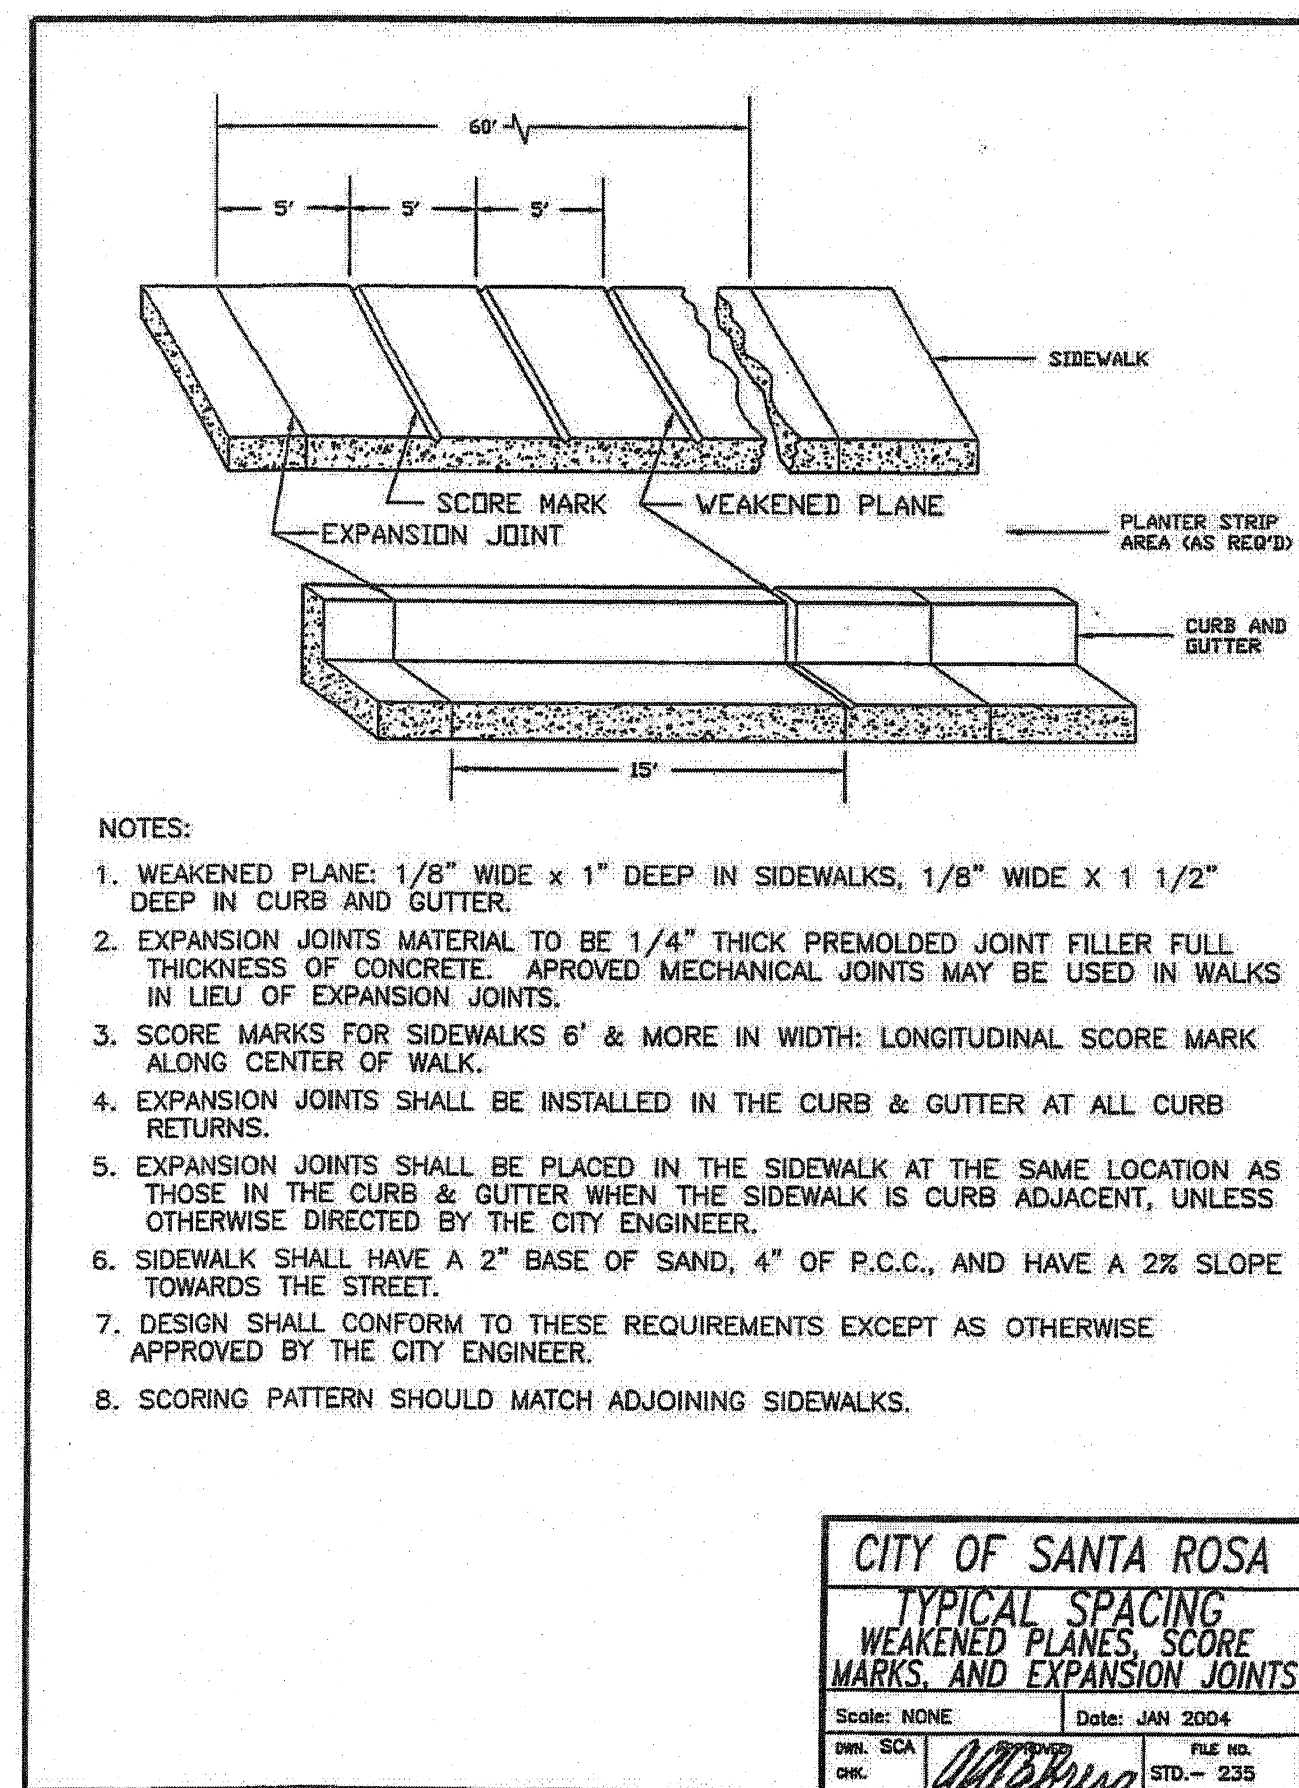 60'
5' 5' 5'
SIDEWALK
SCORE MARK
WEAKENED PLANE
EXPANSION JOINT
PLANTER STRIP
AREA (AS REQ'D)
CURB AND
GUTTER
15'
NOTES:
1. WEAKENED PLANE: 1/8" WIDE x 1" DEEP IN SIDEWALKS, 1/8" WIDE X 1 1/2"
DEEP IN CURB AND GUTTER.
2. EXPANSION JOINTS MATERIAL TO BE 1/4" THICK PREMOLDED JOINT FILLER FULL
THICKNESS OF CONCRETE. APROVED MECHANICAL JOINTS MAY BE USED IN WALKS
IN LIEU OF EXPANSION JOINTS.
3. SCORE MARKS FOR SIDEWALKS 6' & MORE IN WIDTH: LONGITUDINAL SCORE MARK
ALONG CENTER OF WALK.
4. EXPANSION JOINTS SHALL BE INSTALLED IN THE CURB & GUTTER AT ALL CURB
RETURNS.
5. EXPANSION JOINTS SHALL BE PLACED IN THE SIDEWALK AT THE SAME LOCATION AS
THOSE IN THE CURB & GUTTER WHEN THE SIDEWALK IS CURB ADJACENT, UNLESS
OTHERWISE DIRECTED BY THE CITY ENGINEER.
6. SIDEWALK SHALL HAVE A 2" BASE OF SAND, 4" OF P.C.C., AND HAVE A 2% SLOPE
TOWARDS THE STREET.
7. DESIGN SHALL CONFORM TO THESE REQUIREMENTS EXCEPT AS OTHERWISE
APPROVED BY THE CITY ENGINEER.
8. SCORING PATTERN SHOULD MATCH ADJOINING SIDEWALKS.
CITY OF SANTA ROSA
TYPICAL SPACING
WEAKENED PLANES, SCORE
MARKS, AND EXPANSION JOINTS
Scale: NONE Date: JAN 2004
DWN. SCA APPROVED FILE NO.
CHK. STD.- 235